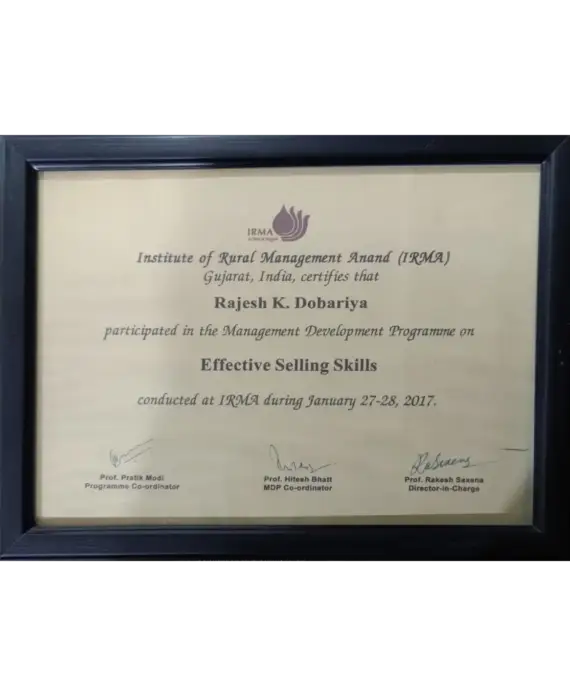 IRMA
Institute of Rural Management Anand (IRMA)
Gujarat, India, certifies that
Rajesh K. Dobariya
participated in the Management Development Programme on
Effective Selling Skills
conducted at IRMA during January 27-28, 2017.
Prof. Pratik Modi
Programme Co-ordinator
Prof. Hitesh Bhatt
MDP Co-ordinator
Prof. Rakesh Saxena
Director-in-Charge